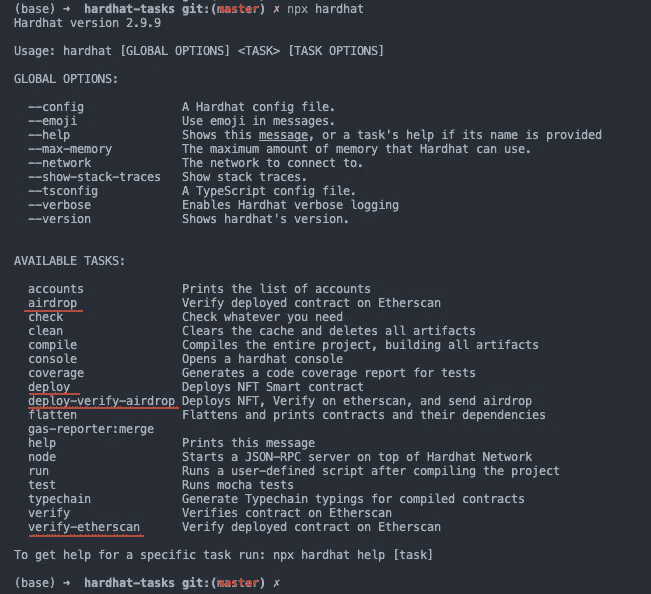 (base) → hardhat-tasks git:(master) ✗ npx hardhat
Hardhat version 2.9.9
Usage: hardhat [GLOBAL OPTIONS] <TASK> [TASK OPTIONS]
GLOBAL OPTIONS:
--config A Hardhat config file.
--emoji Use emoji in messages.
--help Shows this message, or a task's help if its name is provided
--max-memory The maximum amount of memory that Hardhat can use.
--network The network to connect to.
--show-stack-traces Show stack traces.
--tsconfig A TypeScript config file.
--verbose Enables Hardhat verbose logging
--version Shows hardhat's version.
AVAILABLE TASKS:
accounts Prints the list of accounts
airdrop Verify deployed contract on Etherscan
check Check whatever you need
clean Clears the cache and deletes all artifacts
compile Compiles the entire project, building all artifacts
console Opens a hardhat console
coverage Generates a code coverage report for tests
deploy Deploys NFT Smart contract
deploy-verify-airdrop Deploys NFT, Verify on etherscan, and send airdrop
flatten Flattens and prints contracts and their dependencies
gas-reporter:merge
help Prints this message
node Starts a JSON-RPC server on top of Hardhat Network
run Runs a user-defined script after compiling the project
test Runs mocha tests
typechain Generate Typechain typings for compiled contracts
verify Verifies contract on Etherscan
verify-etherscan Verify deployed contract on Etherscan
To get help for a specific task run: npx hardhat help [task]
(base) → hardhat-tasks git:(master) ✗